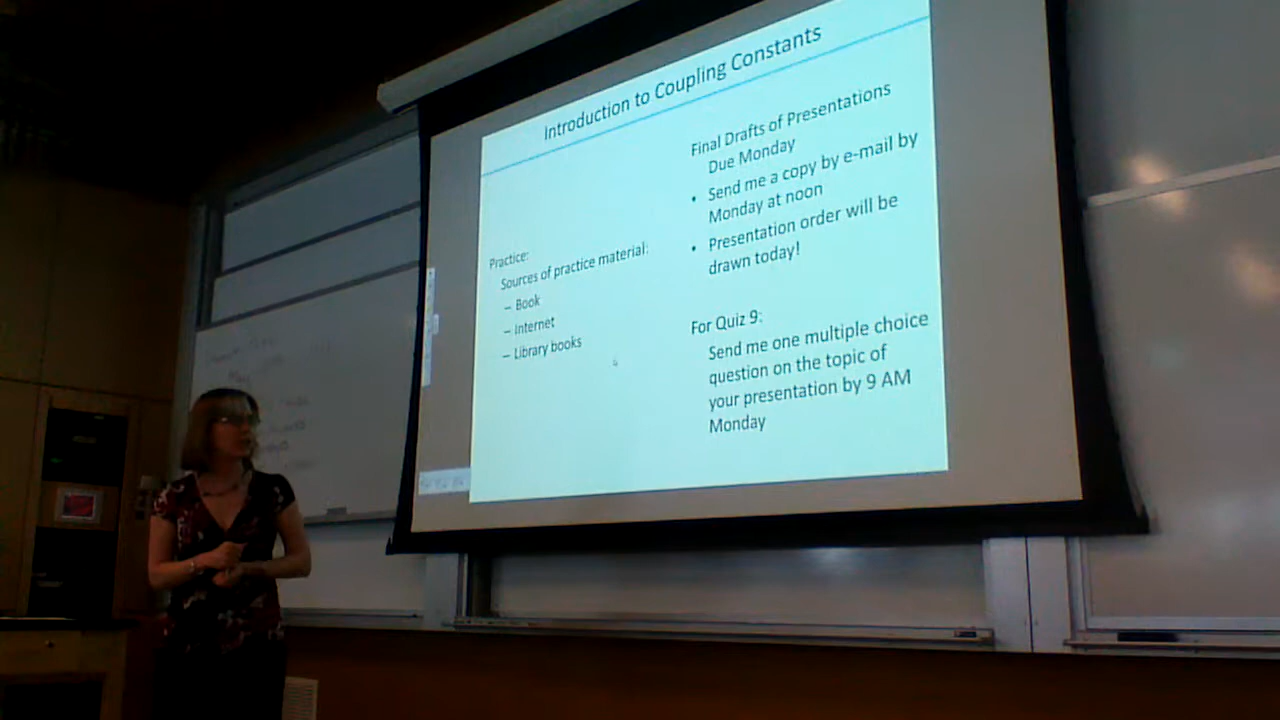 Introduction to Coupling Constants
Practice:
Sources of practice material:
– Book
– Internet
– Library books
Final Drafts of Presentations
Due Monday
• Send me a copy by e-mail by
Monday at noon
• Presentation order will be
drawn today!
For Quiz 9:
Send me one multiple choice
question on the topic of
your presentation by 9 AM
Monday